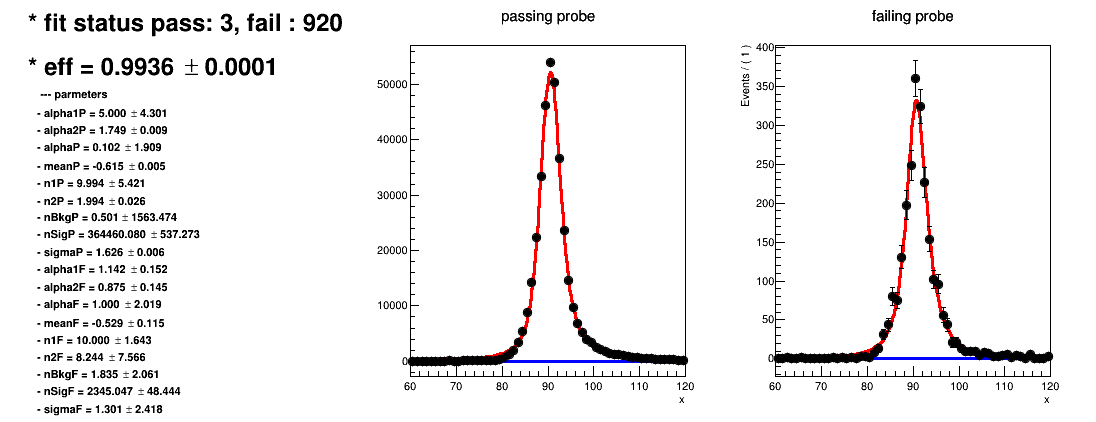 * fit status pass: 3, fail : 920
* eff = 0.9936 ± 0.0001
--- parmeters
- alpha1P = 5.000 ± 4.301
- alpha2P = 1.749 ± 0.009
- alphaP = 0.102 ± 1.909
- meanP = -0.615 ± 0.005
- n1P = 9.994 ± 5.421
- n2P = 1.994 ± 0.026
- nBkgP = 0.501 ± 1563.474
- nSigP = 364460.080 ± 537.273
- sigmaP = 1.626 ± 0.006
- alpha1F = 1.142 ± 0.152
- alpha2F = 0.875 ± 0.145
- alphaF = 1.000 ± 2.019
- meanF = -0.529 ± 0.115
- n1F = 10.000 ± 1.643
- n2F = 8.244 ± 7.566
- nBkgF = 1.835 ± 2.061
- nSigF = 2345.047 ± 48.444
- sigmaF = 1.301 ± 2.418
passing probe
50000
40000
30000
20000
10000
0
60 70 80 90 100 110 120
x
failing probe
Events / ( 1 )
400
350
300
250
200
150
100
50
0
60 70 80 90 100 110 120
x